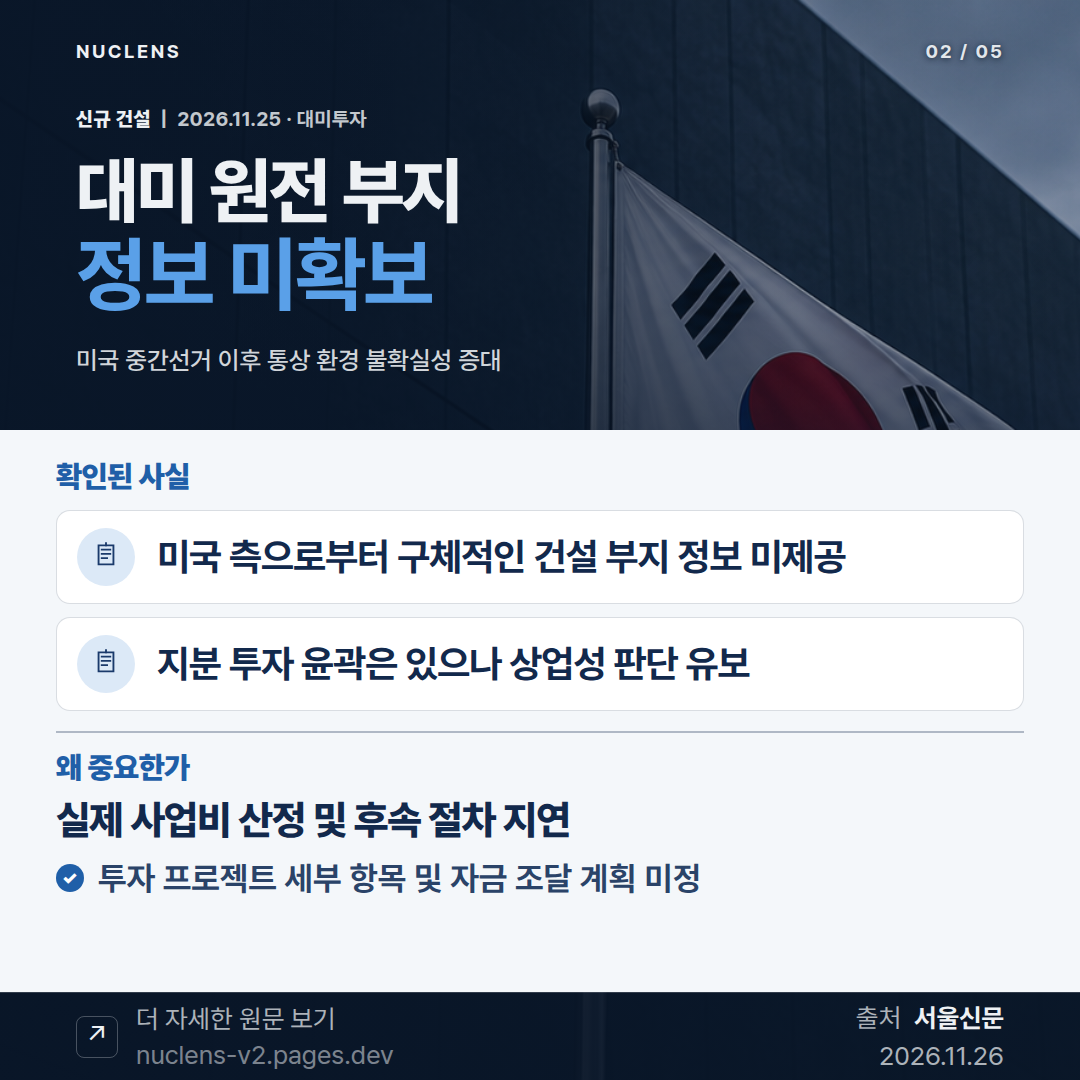 NUCLENS
02 / 05
신규 건설 | 2026.11.25 · 대미투자
대미 원전 부지
정보 미확보
미국 중간선거 이후 통상 환경 불확실성 증대
확인된 사실
미국 측으로부터 구체적인 건설 부지 정보 미제공
지분 투자 윤곽은 있으나 상업성 판단 유보
왜 중요한가
실제 사업비 산정 및 후속 절차 지연
투자 프로젝트 세부 항목 및 자금 조달 계획 미정
더 자세한 원문 보기
nuclens-v2.pages.dev
출처 서울신문
2026.11.26